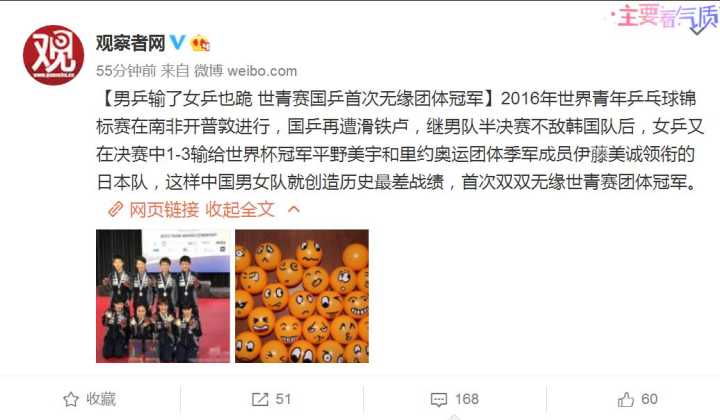 ·主要看气质
观
www.guancha.cn
观察者网
55分钟前 来自 微博 weibo.com
【男乒输了女乒也跪 世青赛国乒首次无缘团体冠军】2016年世界青年乒乓球锦
标赛在南非开普敦进行，国乒再遭滑铁卢，继男队半决赛不敌韩国队后，女乒又
在决赛中1-3输给世界杯冠军平野美宇和里约奥运团体季军成员伊藤美诚领衔的
日本队，这样中国男女队就创造历史最差战绩，首次双双无缘世青赛团体冠军。
网页链接 收起全文
收藏
51
168
60